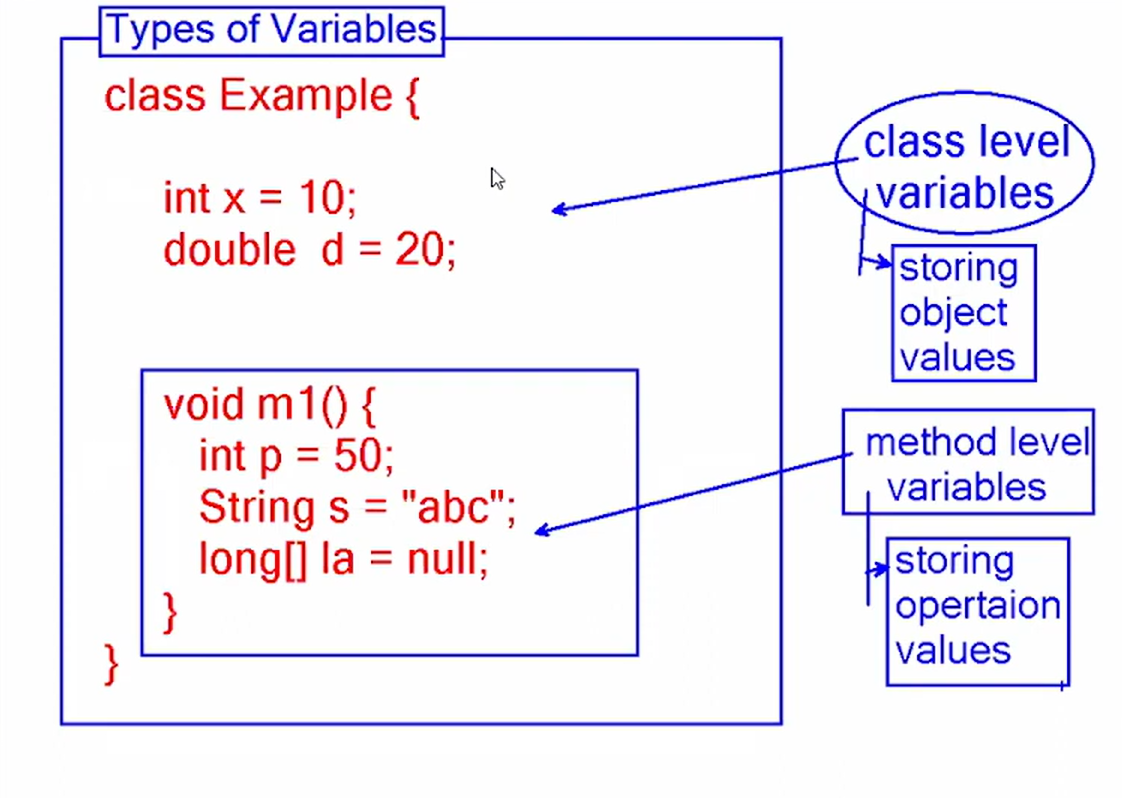 Types of Variables
class Example {
int x = 10;
double d = 20;
void m1() {
int p = 50;
String s = "abc";
long[] la = null;
}
}
class level
variables
storing
object
values
method level
variables
storing
opertaion
values